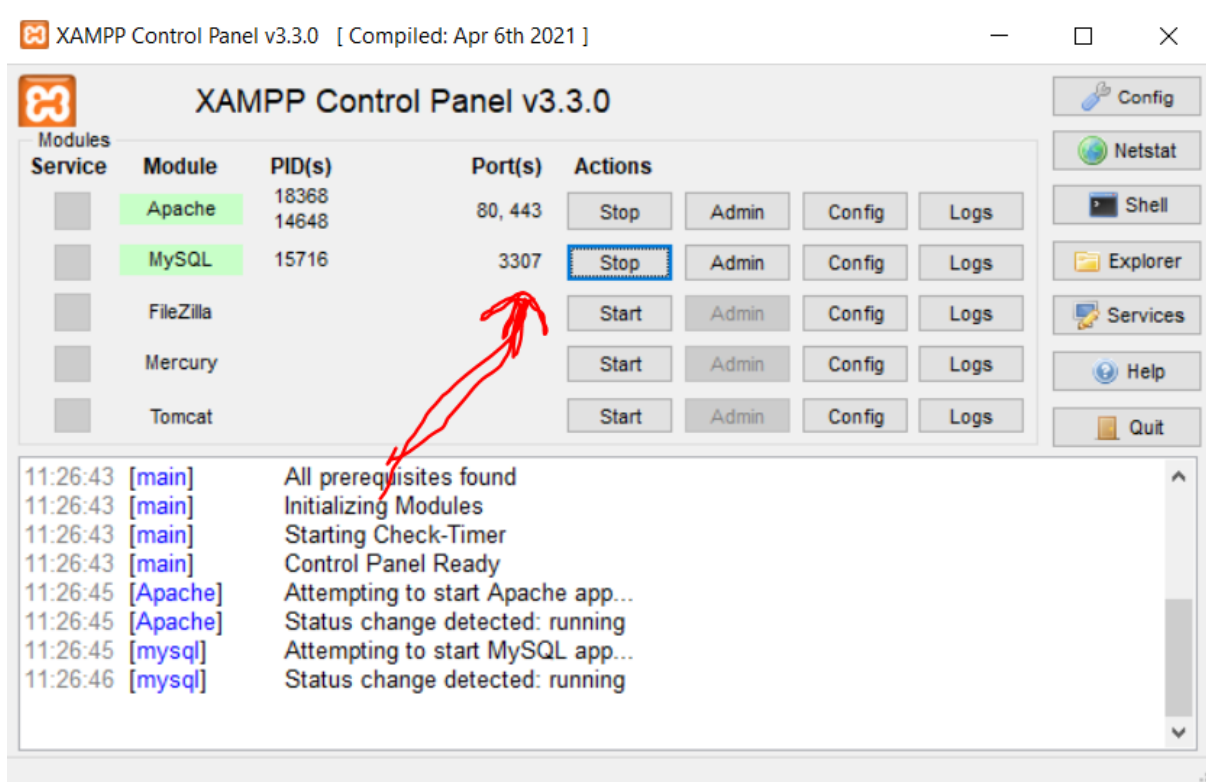 XAMPP Control Panel v3.3.0 [ Compiled: Apr 6th 2021 ]
XAMPP Control Panel v3.3.0
Config
Modules
Netstat
Service Module PID(s) Port(s) Actions
Apache 18368 14648 80, 443 Stop Admin Config Logs
Shell
MySQL 15716 3307 Stop Admin Config Logs
Explorer
FileZilla Start Admin Config Logs
Services
Mercury Start Admin Config Logs
Help
Tomcat Start Admin Config Logs
Quit
11:26:43 [main] All prerequisites found
11:26:43 [main] Initializing Modules
11:26:43 [main] Starting Check-Timer
11:26:43 [main] Control Panel Ready
11:26:45 [Apache] Attempting to start Apache app...
11:26:45 [Apache] Status change detected: running
11:26:45 [mysql] Attempting to start MySQL app...
11:26:46 [mysql] Status change detected: running